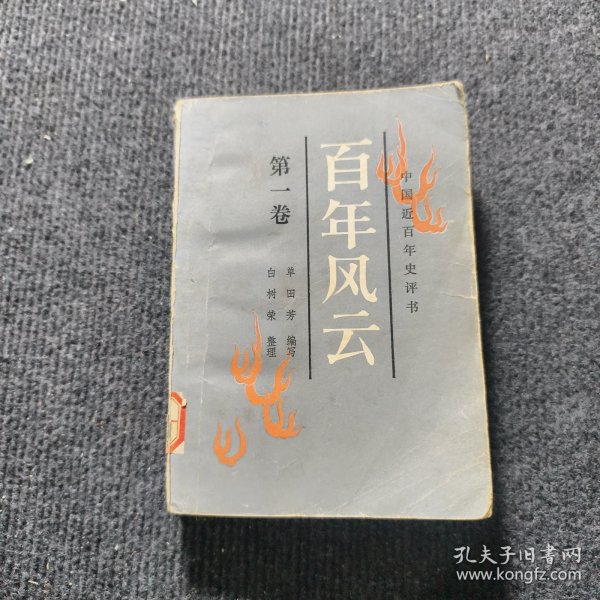 中国近百年史评书
百年风云
第一卷
单田芳 编写
白树荣 整理
孔夫子旧书网
www.kongfz.com